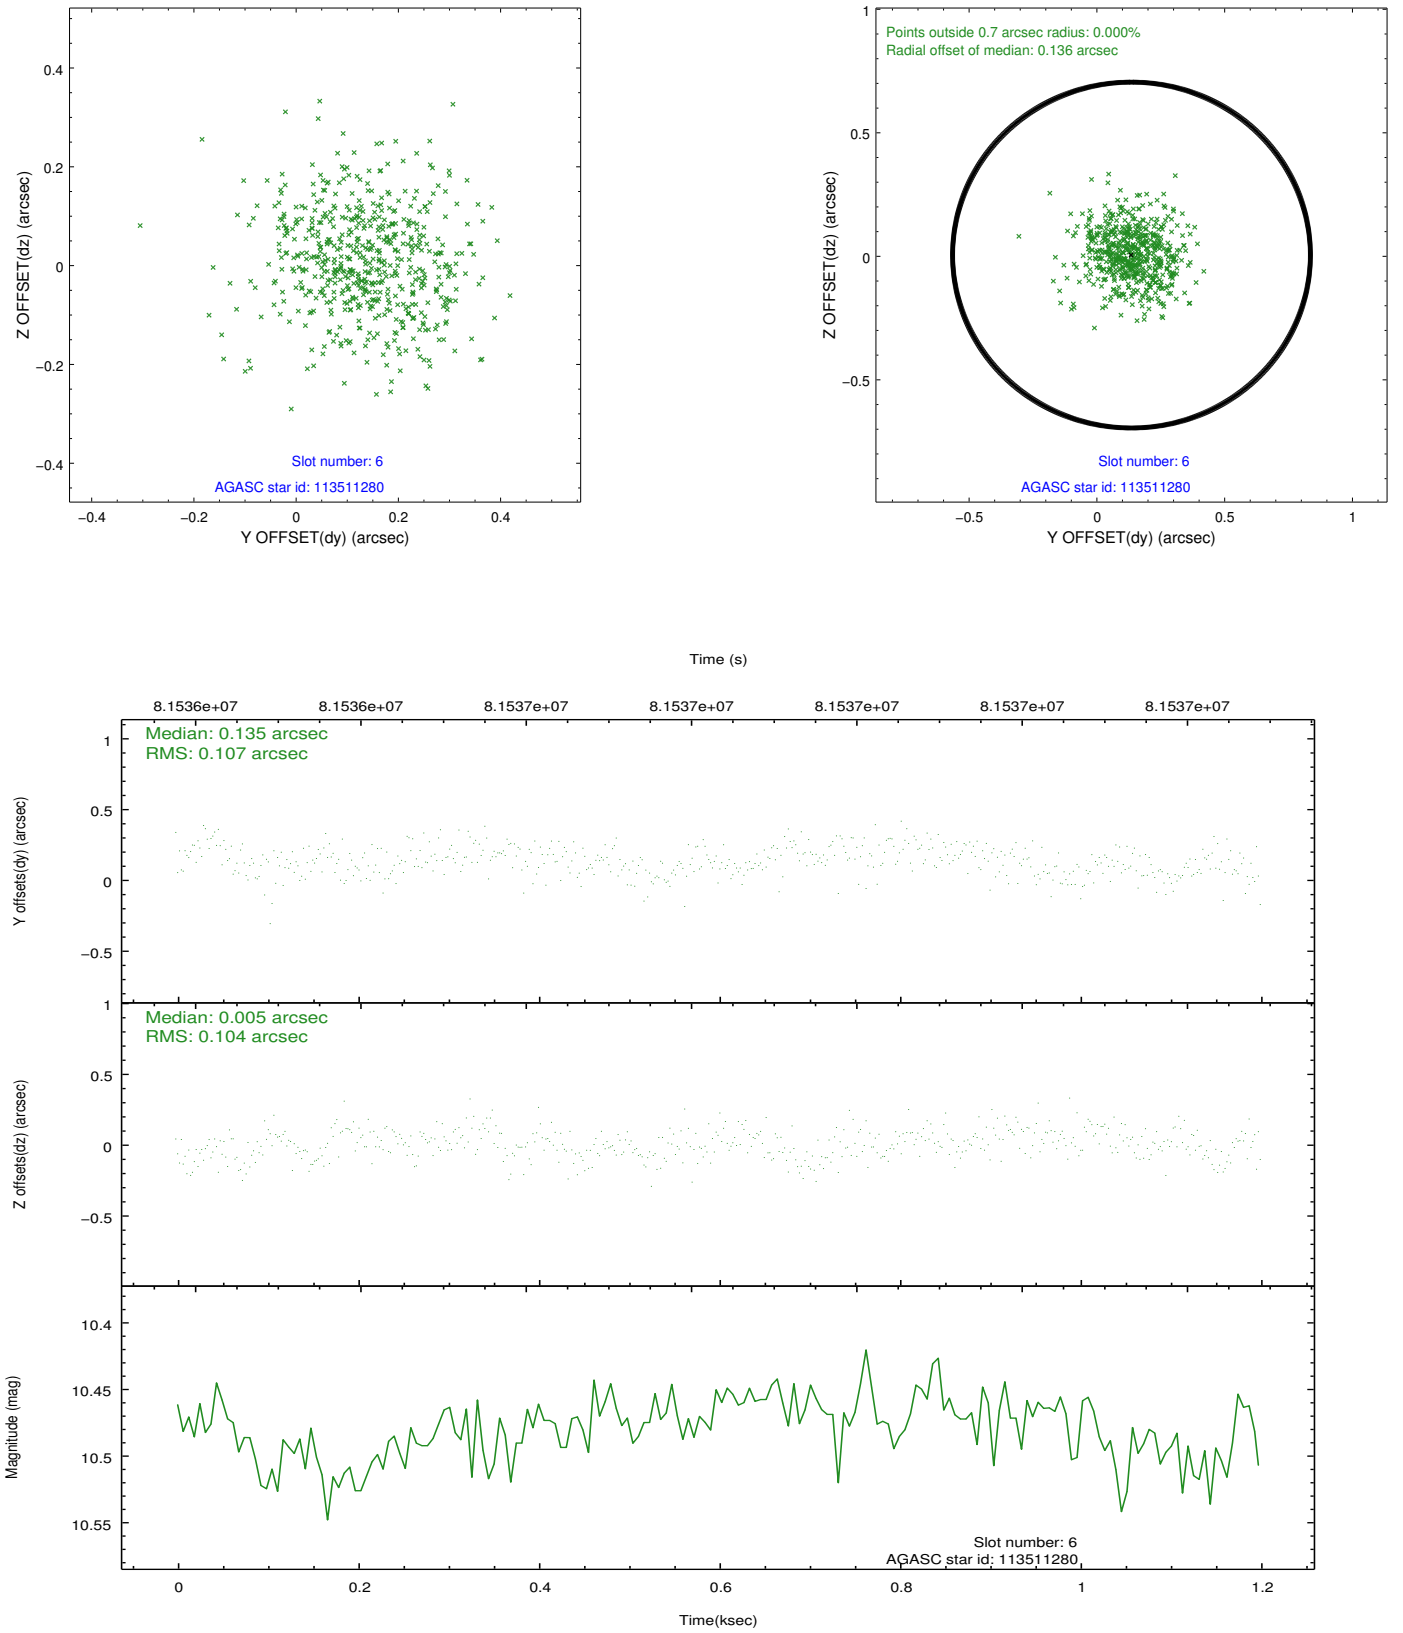 0.4
0.2
0
−0.2
−0.4
Z OFFSET(dz) (arcsec)
Slot number: 6
AGASC star id: 113511280
−0.4
−0.2
0
0.2
0.4
Y OFFSET(dy) (arcsec)
Points outside 0.7 arcsec radius: 0.000%
Radial offset of median: 0.136 arcsec
1
0.5
0
−0.5
Z OFFSET(dz) (arcsec)
Slot number: 6
AGASC star id: 113511280
−0.5
0
0.5
1
Y OFFSET(dy) (arcsec)
Time (s)
8.1536e+07
8.1536e+07
8.1537e+07
8.1537e+07
8.1537e+07
8.1537e+07
8.1537e+07
Median: 0.135 arcsec
RMS: 0.107 arcsec
1
0.5
0
−0.5
Y offsets(dy) (arcsec)
Median: 0.005 arcsec
RMS: 0.104 arcsec
1
0.5
0
−0.5
Z offsets(dz) (arcsec)
10.4
10.45
10.5
10.55
Magnitude (mag)
Slot number: 6
AGASC star id: 113511280
0
0.2
0.4
0.6
0.8
1
1.2
Time(ksec)